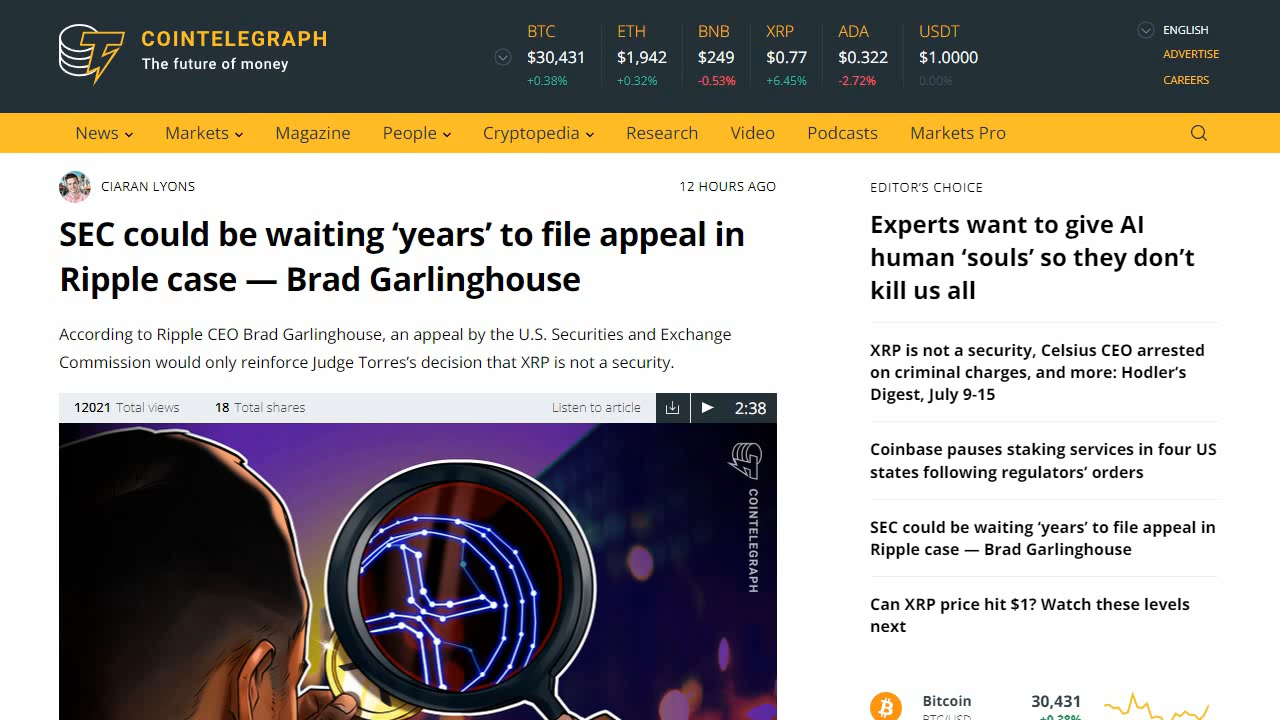 COINTELEGRAPH
The future of money
BTC
$30,431
+0.38%
ETH
$1,942
+0.32%
BNB
$249
-0.53%
XRP
$0.77
+6.45%
ADA
$0.322
-2.72%
USDT
$1.0000
0.00%
ENGLISH
ADVERTISE
CAREERS
News Markets Magazine People Cryptopedia Research Video Podcasts Markets Pro
CIARAN LYONS 12 HOURS AGO
SEC could be waiting ‘years’ to file appeal in
Ripple case — Brad Garlinghouse
According to Ripple CEO Brad Garlinghouse, an appeal by the U.S. Securities and Exchange
Commission would only reinforce Judge Torres’s decision that XRP is not a security.
12021 Total views 18 Total shares Listen to article 2:38
COINTELEGRAPH
EDITOR’S CHOICE
Experts want to give AI
human ‘souls’ so they don’t
kill us all
XRP is not a security, Celsius CEO arrested
on criminal charges, and more: Hodler’s
Digest, July 9-15
Coinbase pauses staking services in four US
states following regulators’ orders
SEC could be waiting ‘years’ to file appeal in
Ripple case — Brad Garlinghouse
Can XRP price hit $1? Watch these levels
next
Bitcoin 30,431
BTC/USD +0.38%